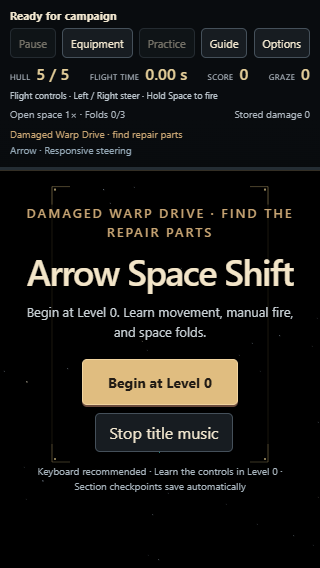 Ready for campaign
Pause Equipment Practice Guide Options
HULL 5 / 5 FLIGHT TIME 0.00 s SCORE 0 GRAZE 0
Flight controls · Left / Right steer · Hold Space to fire
Open space 1× · Folds 0/3 Stored damage 0
Damaged Warp Drive · find repair parts
Arrow · Responsive steering
DAMAGED WARP DRIVE · FIND THE
REPAIR PARTS
Arrow Space Shift
Begin at Level 0. Learn movement, manual fire,
and space folds.
Begin at Level 0
Stop title music
Keyboard recommended · Learn the controls in Level 0 ·
Section checkpoints save automatically